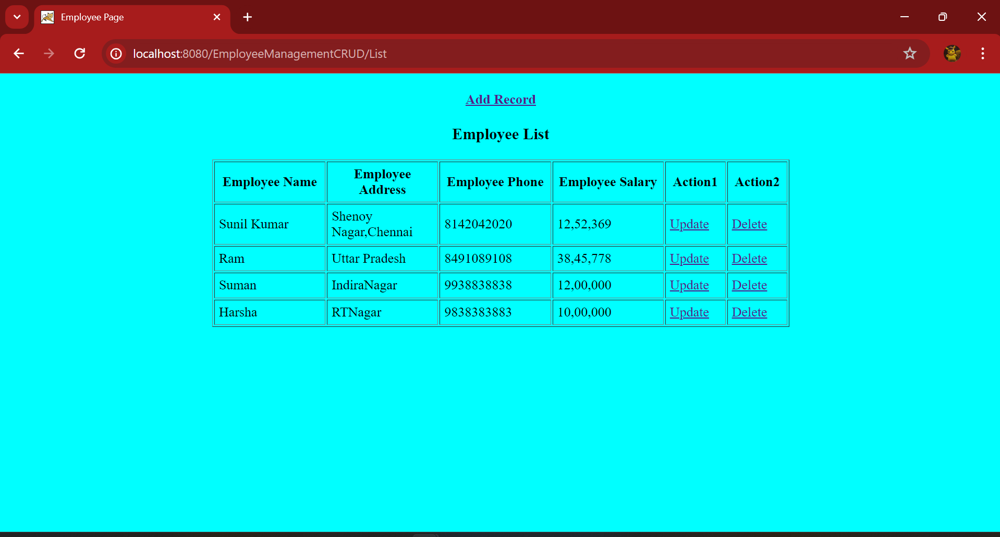 Employee Page
localhost:8080/EmployeeManagementCRUD/List
Add Record
Employee List
Employee Name Employee Address Employee Phone Employee Salary Action1 Action2
Sunil Kumar Shenoy Nagar,Chennai 8142042020 12,52,369 Update Delete
Ram Uttar Pradesh 8491089108 38,45,778 Update Delete
Suman IndiraNagar 9938838838 12,00,000 Update Delete
Harsha RTNagar 9838383883 10,00,000 Update Delete